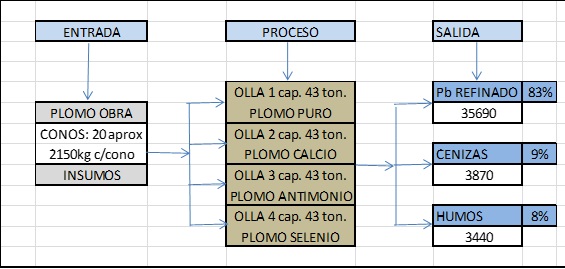 ENTRADA
PROCESO
SALIDA
OLLA 1 cap. 43 ton.
PLOMO PURO
Pb REFINADO 83%
35690
PLOMO OBRA
CONOS: 20 aprox
2150kg c/cono
INSUMOS
OLLA 2 cap. 43 ton.
PLOMO CALCIO
OLLA 3 cap. 43 ton.
PLOMO ANTIMONIO
OLLA 4 cap. 43 ton.
PLOMO SELENIO
CENIZAS 9%
3870
HUMOS 8%
3440